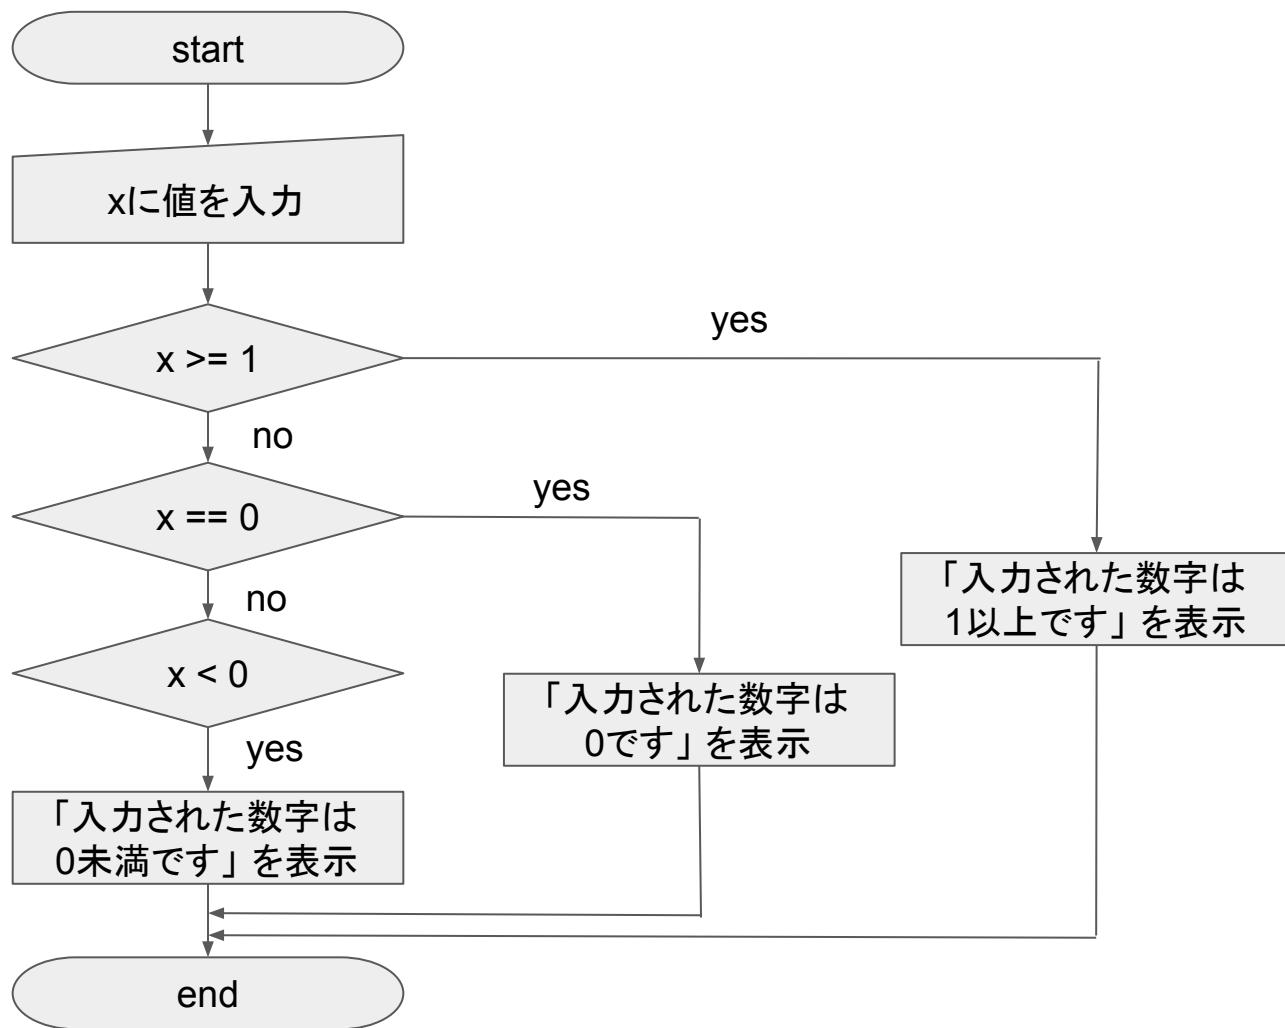 start
xに値を入力
x >= 1
yes
no
x == 0
yes
no
x < 0
yes
「入力された数字は
1以上です」を表示
「入力された数字は
0です」を表示
「入力された数字は
0未満です」を表示
end